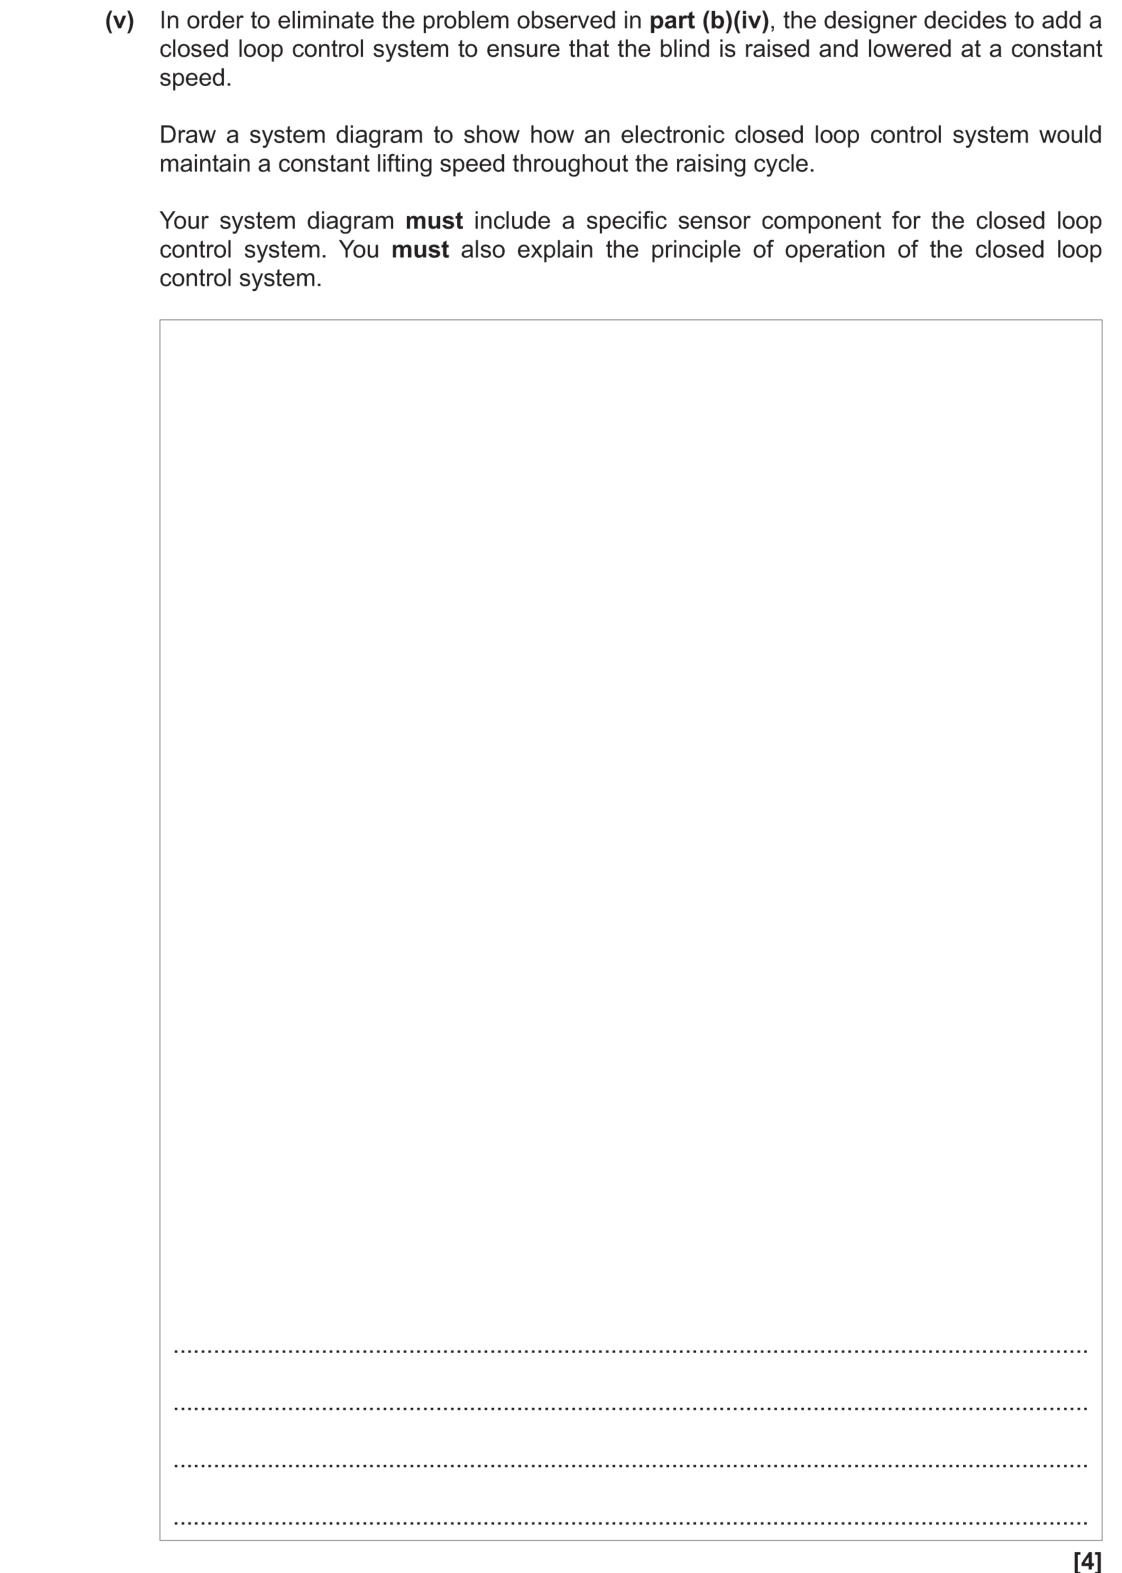 (v) In order to eliminate the problem observed in part (b)(iv), the designer decides to add a
closed loop control system to ensure that the blind is raised and lowered at a constant
speed.
Draw a system diagram to show how an electronic closed loop control system would
maintain a constant lifting speed throughout the raising cycle.
Your system diagram must include a specific sensor component for the closed loop
control system. You must also explain the principle of operation of the closed loop
control system.
[4]